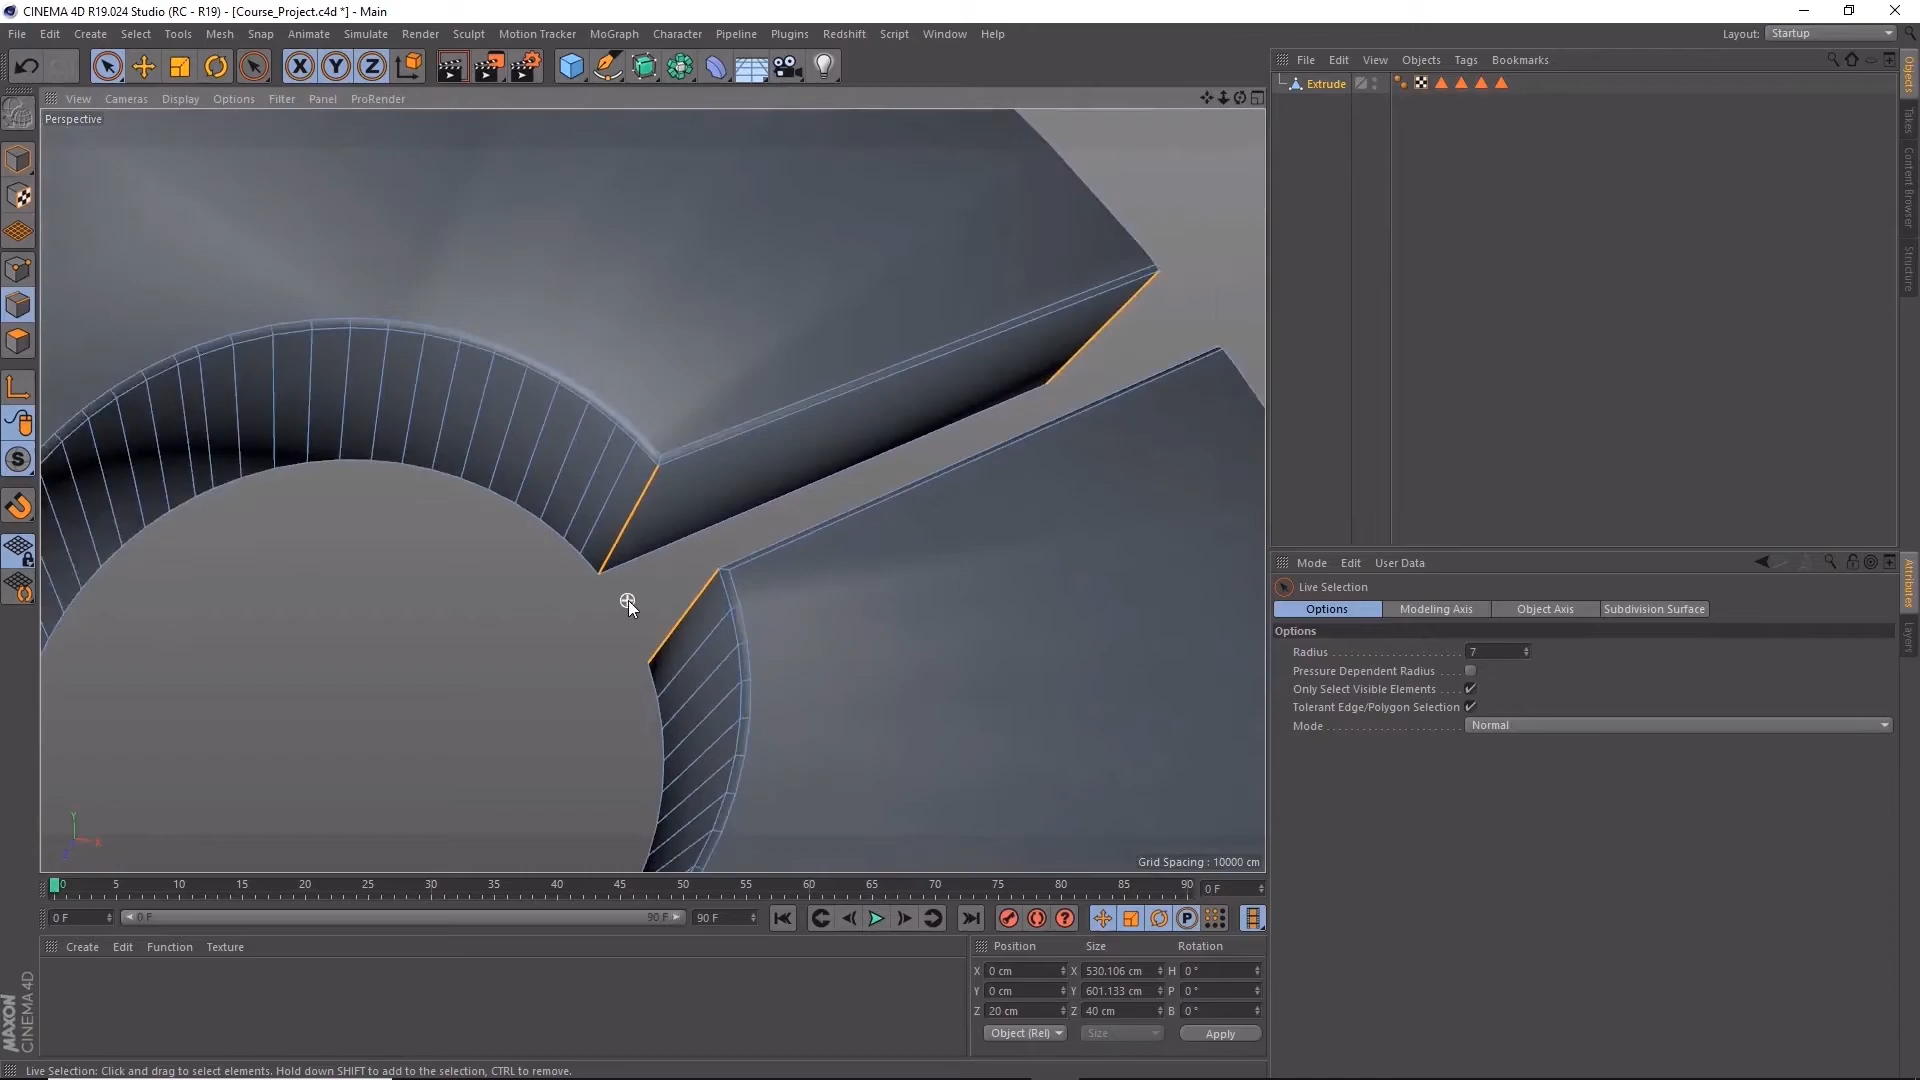 CINEMA 4D R19.024 Studio (RC - R19) - [Course_Project.c4d *] - Main
File Edit Create Select Tools Mesh Snap Animate Simulate Render Sculpt Motion Tracker MoGraph Character Pipeline Plugins Redshift Script Window Help
Layout: Startup
X Y Z
File Edit View Objects Tags Bookmarks
Extrude
View Cameras Display Options Filter Panel ProRender
Perspective
Objects
Takes
Content Browser
Structure
S
Y
X
Z
Grid Spacing : 10000 cm
Mode Edit User Data
Live Selection
Options Modeling Axis Object Axis Subdivision Surface
Options
Radius 7
Pressure Dependent Radius
Only Select Visible Elements
Tolerant Edge/Polygon Selection
Mode Normal
Attributes
Layers
0 5 10 15 20 25 30 35 40 45 50 55 60 65 70 75 80 85 90 0 F
0 F 0 F 90 F 90 F ? P
Create Edit Function Texture
Position Size Rotation
X 0 cm X 530.106 cm H 0 °
Y 0 cm Y 601.133 cm P 0 °
Z 20 cm Z 40 cm B 0 °
Object (Rel) Size Apply
MAXON
CINEMA 4D
Live Selection: Click and drag to select elements. Hold down SHIFT to add to the selection, CTRL to remove.